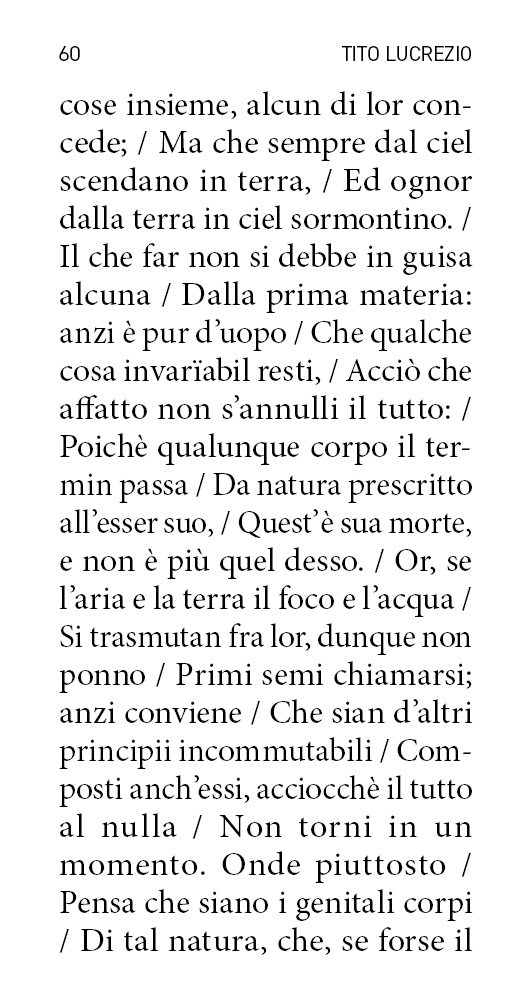 60 TITO LUCREZIO
cose insieme, alcun di lor con-
cede; / Ma che sempre dal ciel
scendano in terra, / Ed ognor
dalla terra in ciel sormontino. /
Il che far non si debbe in guisa
alcuna / Dalla prima materia:
anzi è pur d’uopo / Che qualche
cosa invarïabil resti, / Acciò che
affatto non s’annulli il tutto: /
Poichè qualunque corpo il ter-
min passa / Da natura prescritto
all’esser suo, / Quest’è sua morte,
e non è più quel desso. / Or, se
l’aria e la terra il foco e l’acqua /
Si trasmutan fra lor, dunque non
ponno / Primi semi chiamarsi;
anzi conviene / Che sian d’altri
principii incommutabili / Com-
posti anch’essi, acciocchè il tutto
al nulla / Non torni in un
momento. Onde piuttosto /
Pensa che siano i genitali corpi
/ Di tal natura, che, se forse il